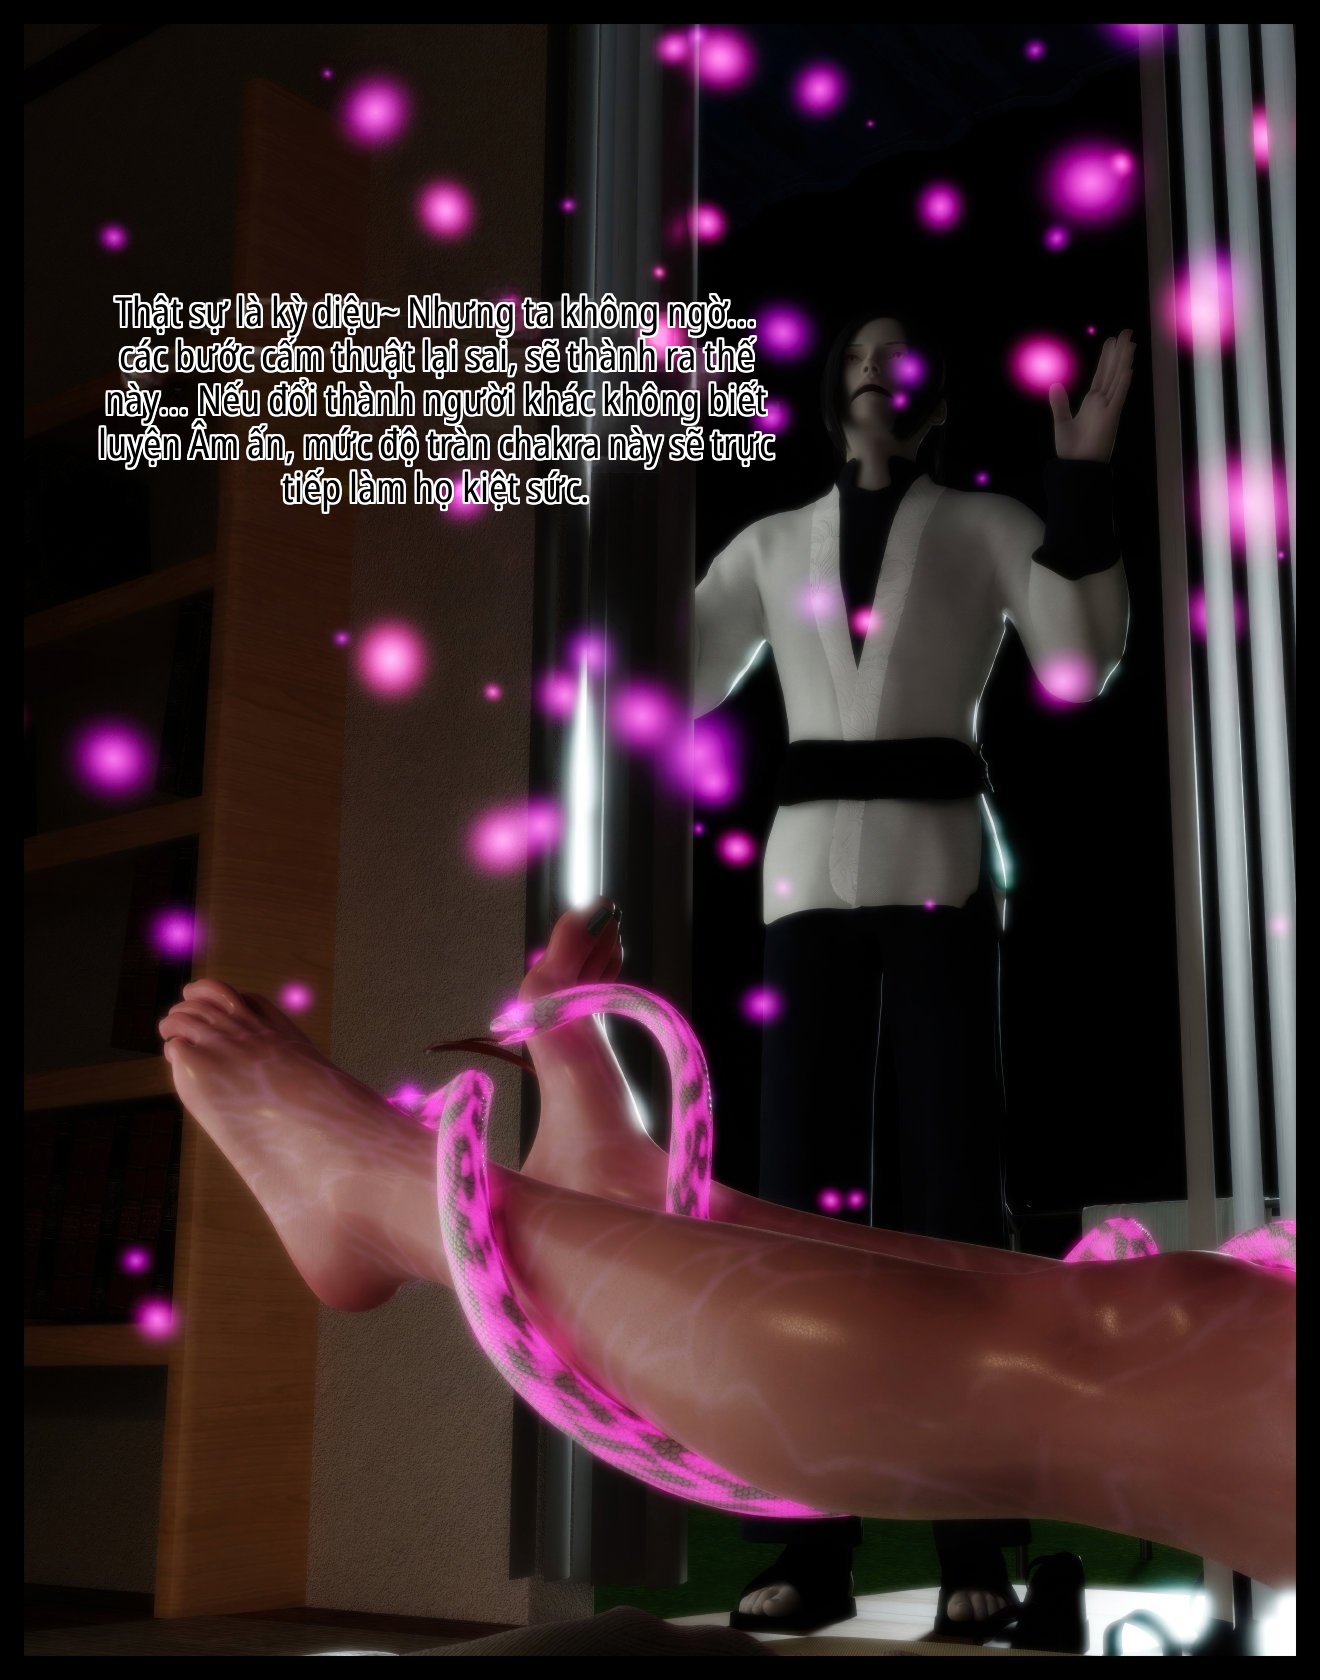 Thật sự là kỳ diệu~ Nhưng ta không ngờ...
các bước cấm thuật lại sai, sẽ thành ra thế
này... Nếu đổi thành người khác không biết
luyện Âm ấn, mức độ tràn chakra này sẽ trực
tiếp làm họ kiệt sức.